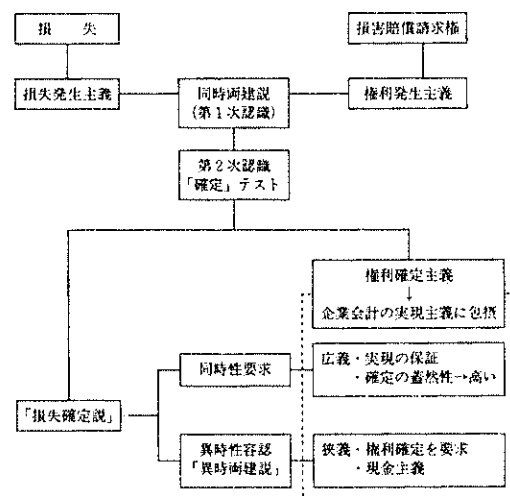 損　失
損害賠償請求権
損失発生主義
同時両建説
(第1次認識)
権利発生主義
第2次認識
「確定」テスト
権利確定主義
↓
企業会計の実現主義に包摂
同時性要求
広義・実現の保証
・確定の蓋然性→高い
「損失確定説」
異時性容認
「異時両建説」
狭義・権利確定を要求
・現金主義